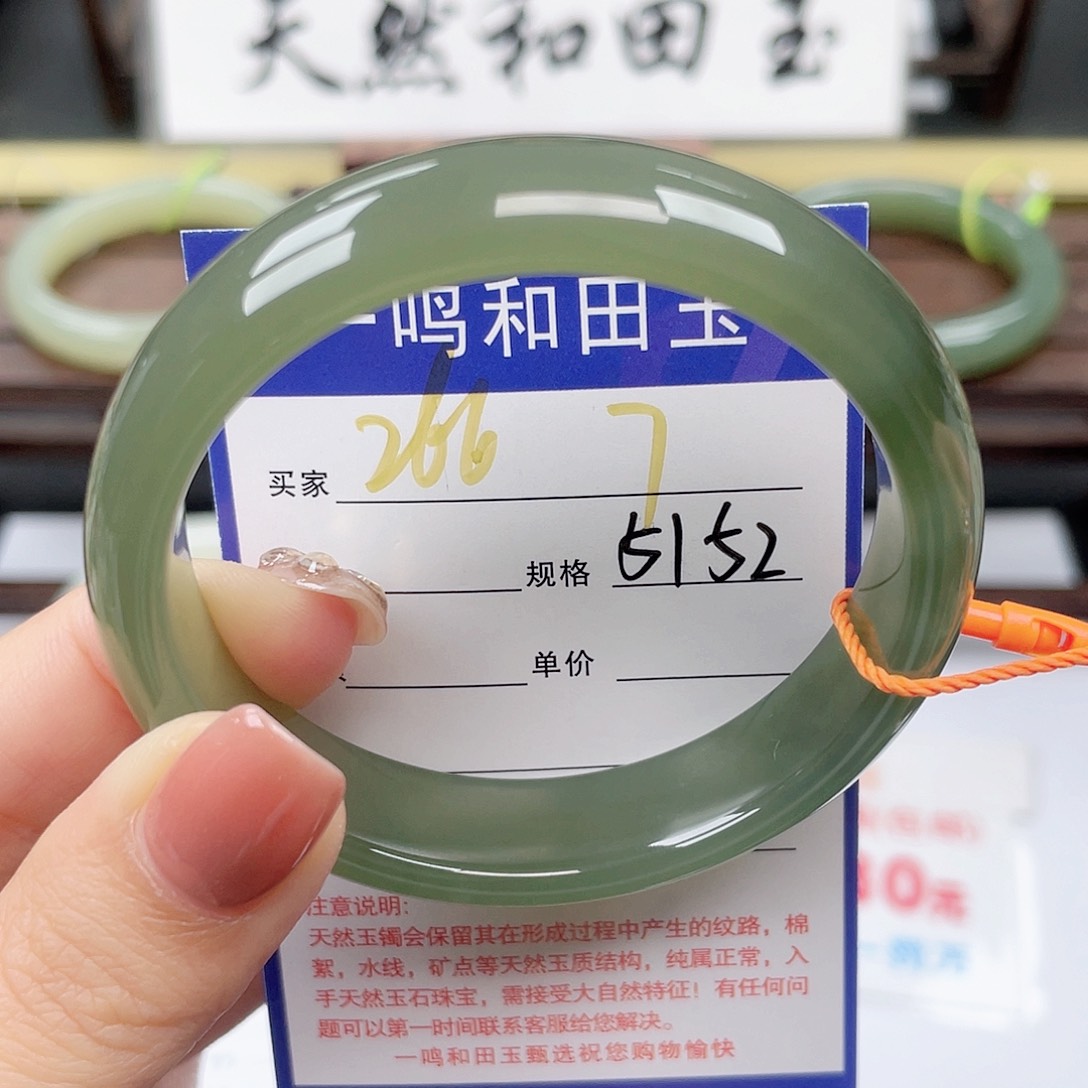 天然和田玉
一鸣和田玉
买家 266 7
规格 5152
单价
注意说明:
天然玉镯会保留其在形成过程中产生的纹路，棉
絮，水线，矿点等天然玉质结构，纯属正常，入
手天然玉石珠宝，需接受大自然特征！有任何问
题可以第一时间联系客服给您解决。
一鸣和田玉甄选祝您购物愉快